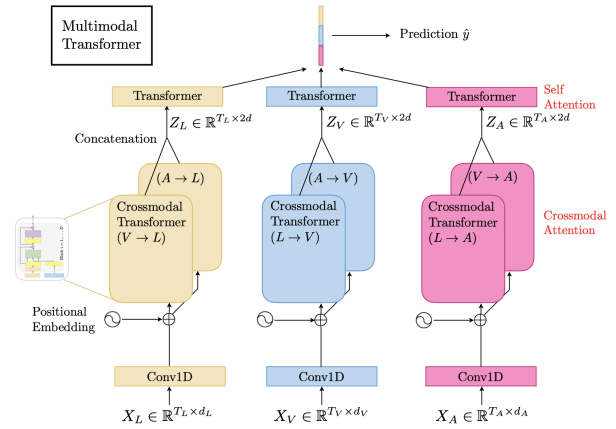 Multimodal
Transformer
Prediction ŷ
Transformer
Transformer
Transformer
Self
Attention
Z_L ∈ ℝ^{T_L×2d}
Z_V ∈ ℝ^{T_V×2d}
Z_A ∈ ℝ^{T_A×2d}
Concatenation
(A → L)
(A → V)
(V → A)
Crossmodal
Transformer
(V → L)
Crossmodal
Transformer
(L → V)
Crossmodal
Transformer
(L → A)
Crossmodal
Attention
Positional
Embedding
Conv1D
Conv1D
Conv1D
X_L ∈ ℝ^{T_L×d_L}
X_V ∈ ℝ^{T_V×d_V}
X_A ∈ ℝ^{T_A×d_A}